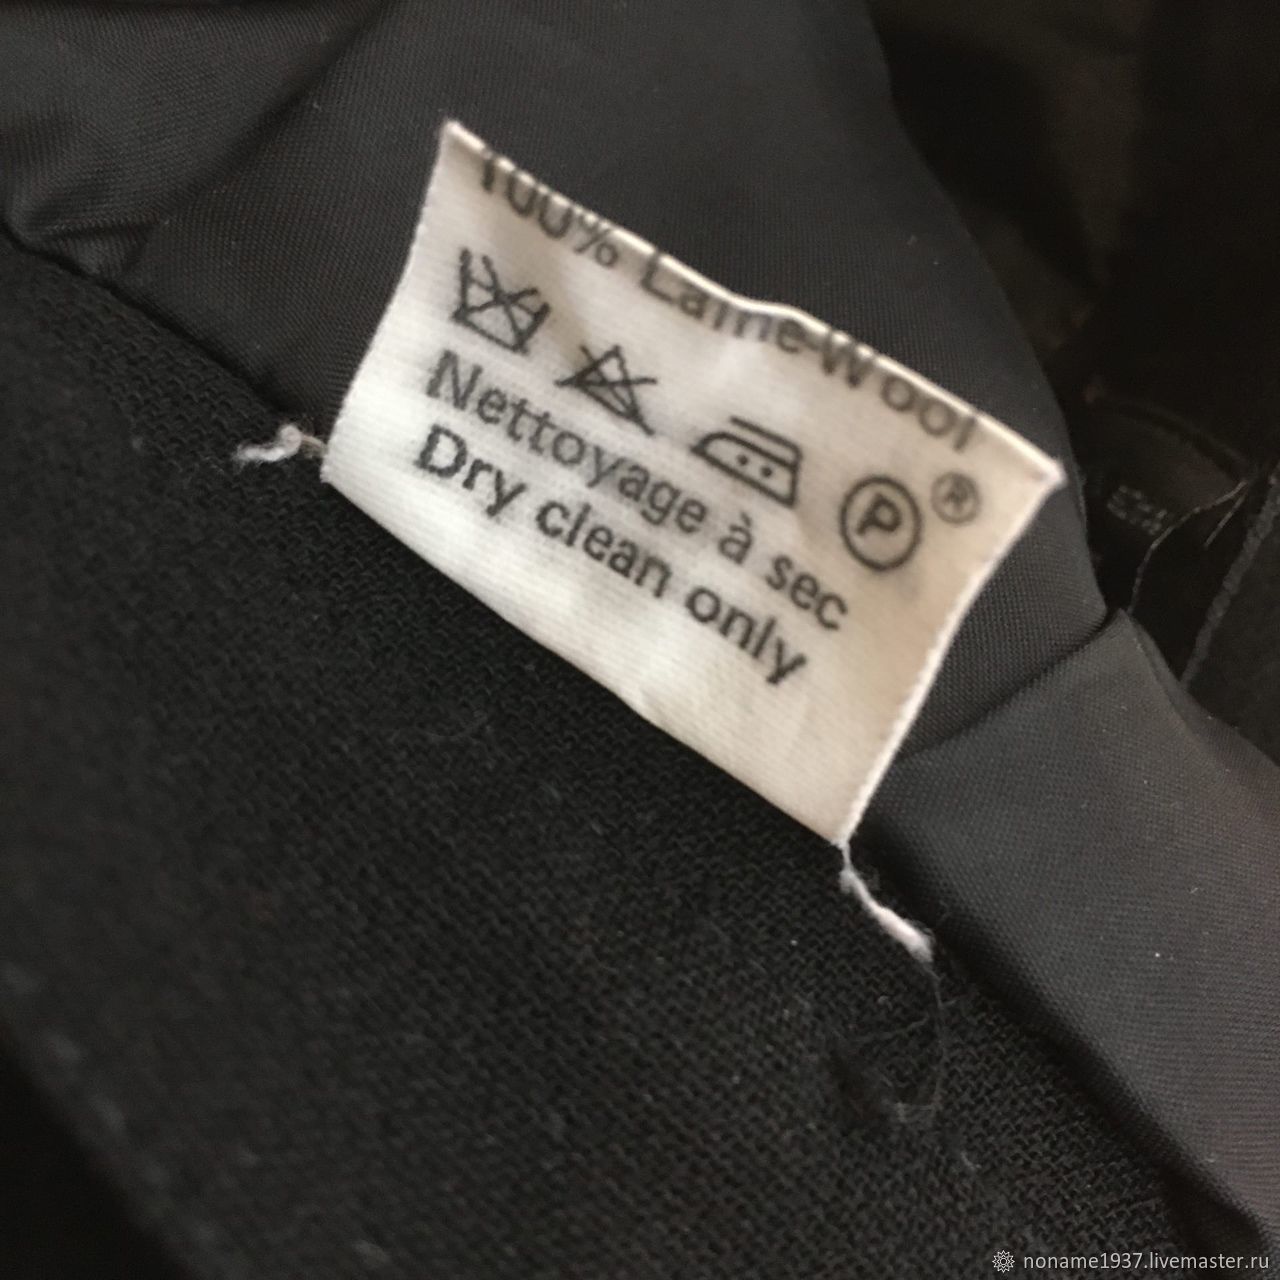 100% Laine-Wool
P ®
Nettoyage à sec
Dry clean only
noname1937.livemaster.ru